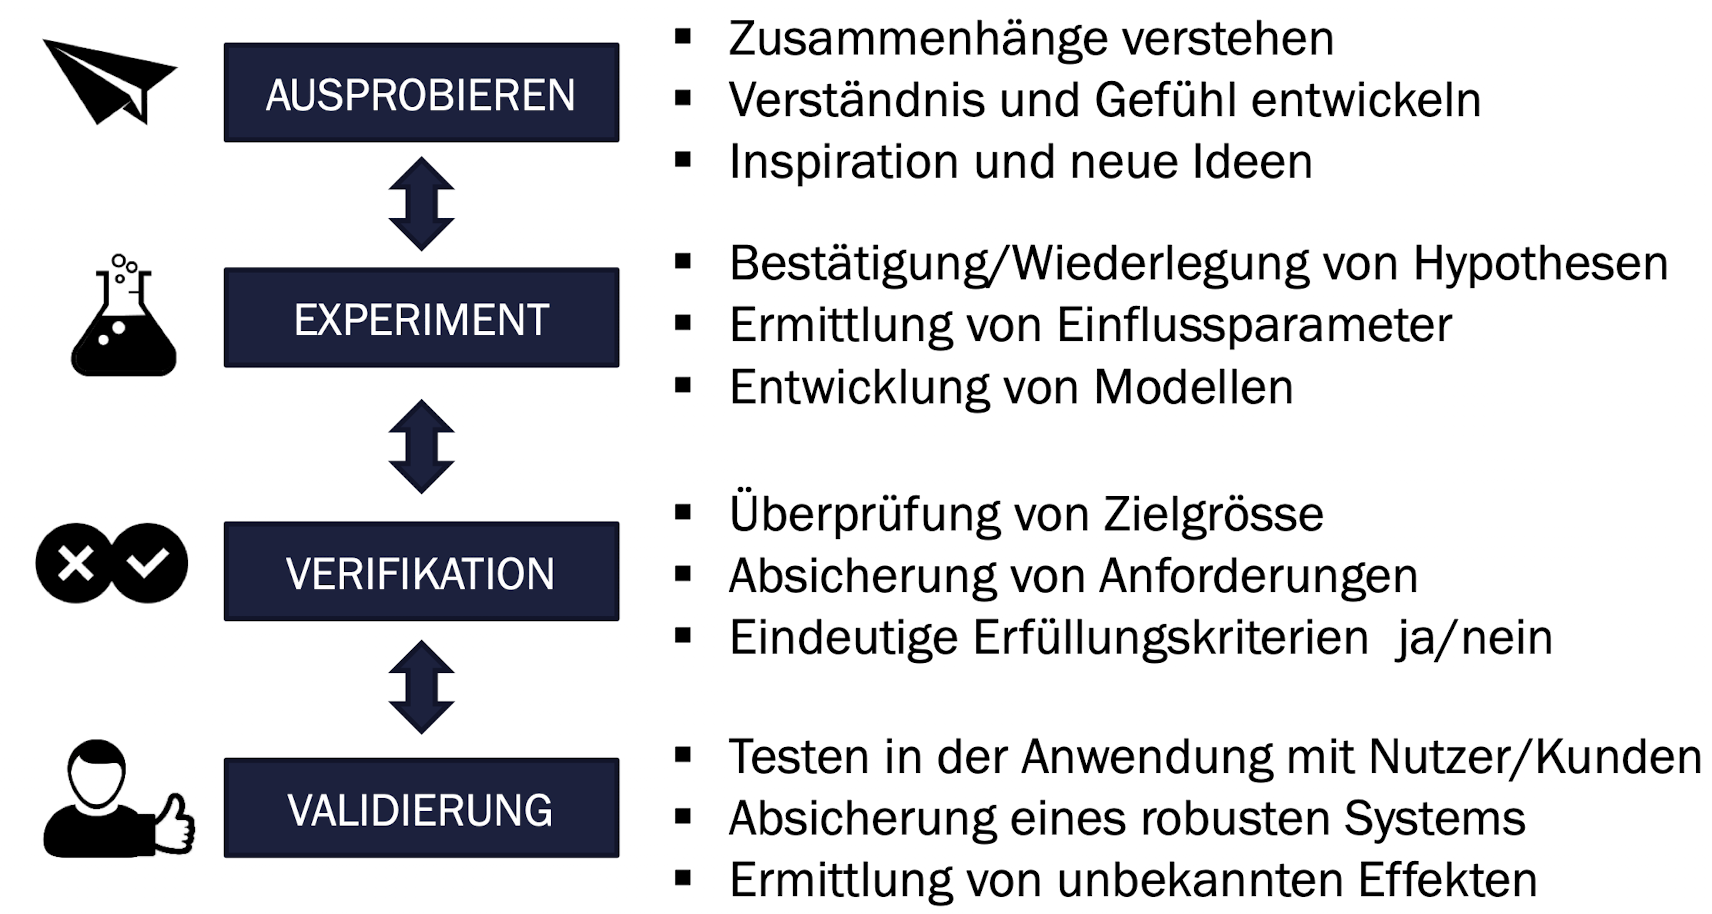 AUSPROBIEREN
▪ Zusammenhänge verstehen
▪ Verständnis und Gefühl entwickeln
▪ Inspiration und neue Ideen
EXPERIMENT
▪ Bestätigung/Wiederlegung von Hypothesen
▪ Ermittlung von Einflussparameter
▪ Entwicklung von Modellen
VERIFIKATION
▪ Überprüfung von Zielgrösse
▪ Absicherung von Anforderungen
▪ Eindeutige Erfüllungskriterien ja/nein
VALIDIERUNG
▪ Testen in der Anwendung mit Nutzer/Kunden
▪ Absicherung eines robusten Systems
▪ Ermittlung von unbekannten Effekten